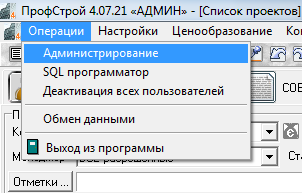 ПрофСтрой 4.07.21 «АДМИН» - [Список проектов]
Операции Настройки Ценообразование
Администрирование
SQL программатор
Деактивация всех пользователей
Обмен данными
Выход из программы
Отметки ...